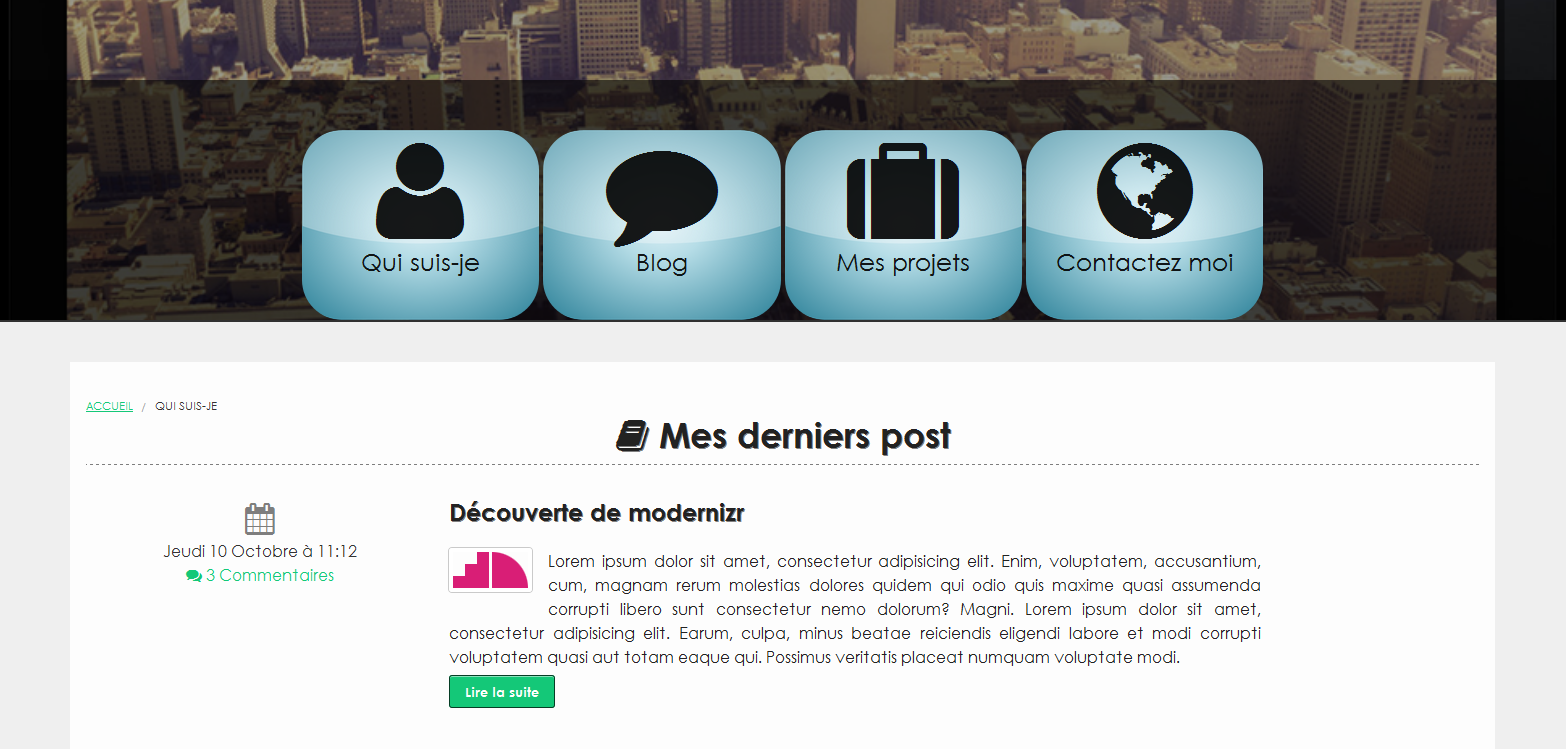 Qui suis-je
Blog
Mes projets
Contactez moi
ACCUEIL / QUI SUIS-JE
Mes derniers post
Jeudi 10 Octobre à 11:12
3 Commentaires
Découverte de modernizr
Lorem ipsum dolor sit amet, consectetur adipisicing elit. Enim, voluptatem, accusantium,
cum, magnam rerum molestias dolores quidem qui odio quis maxime quasi assumenda
corrupti libero sunt consectetur nemo dolorum? Magni. Lorem ipsum dolor sit amet,
consectetur adipisicing elit. Earum, culpa, minus beatae reiciendis eligendi labore et modi corrupti
voluptatem quasi aut totam eaque qui. Possimus veritatis placeat numquam voluptate modi.
Lire la suite